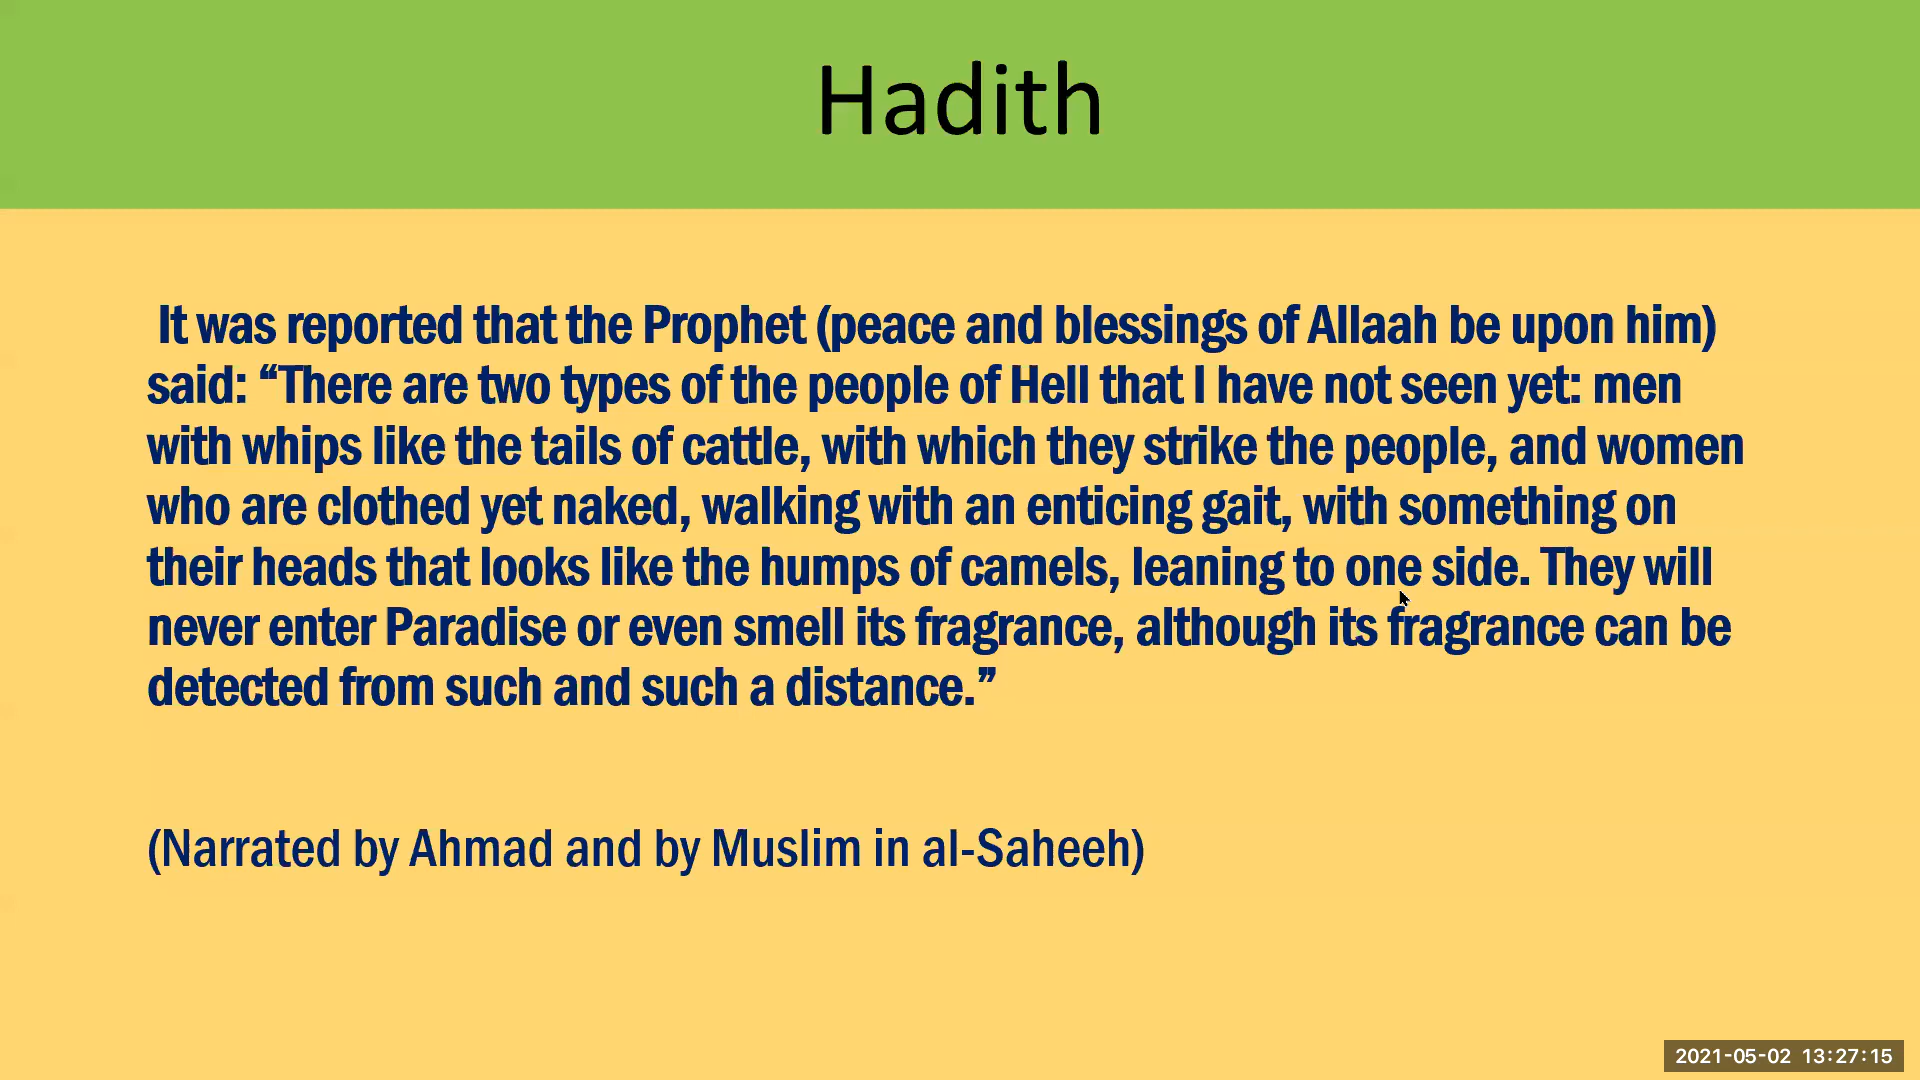 Hadith
It was reported that the Prophet (peace and blessings of Allaah be upon him)
said: “There are two types of the people of Hell that I have not seen yet: men
with whips like the tails of cattle, with which they strike the people, and women
who are clothed yet naked, walking with an enticing gait, with something on
their heads that looks like the humps of camels, leaning to one side. They will
never enter Paradise or even smell its fragrance, although its fragrance can be
detected from such and such a distance.”
(Narrated by Ahmad and by Muslim in al-Saheeh)
2021-05-02 13:27:15